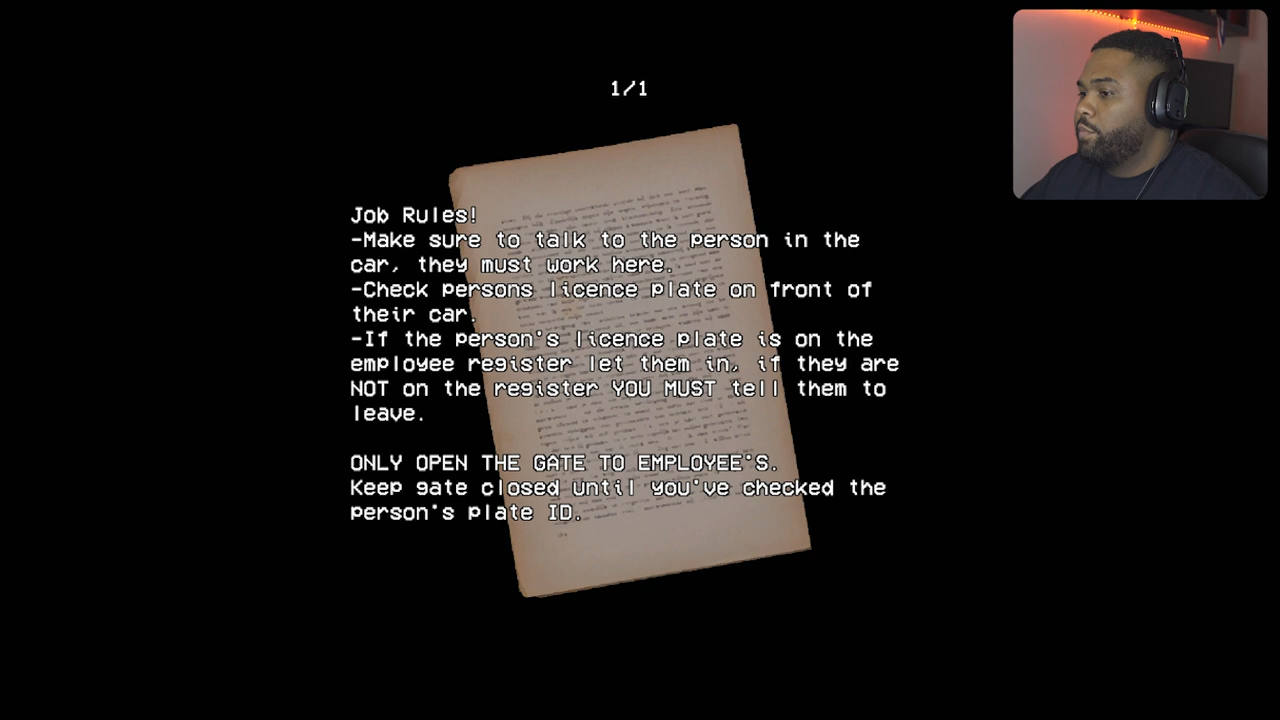 1/1
Job Rules!
-Make sure to talk to the person in the
car, they must work here.
-Check persons licence plate on front of
their car.
-If the person's licence plate is on the
employee register let them in, if they are
NOT on the register YOU MUST tell them to
leave.
ONLY OPEN THE GATE TO EMPLOYEE'S.
Keep gate closed until you've checked the
person's plate ID.